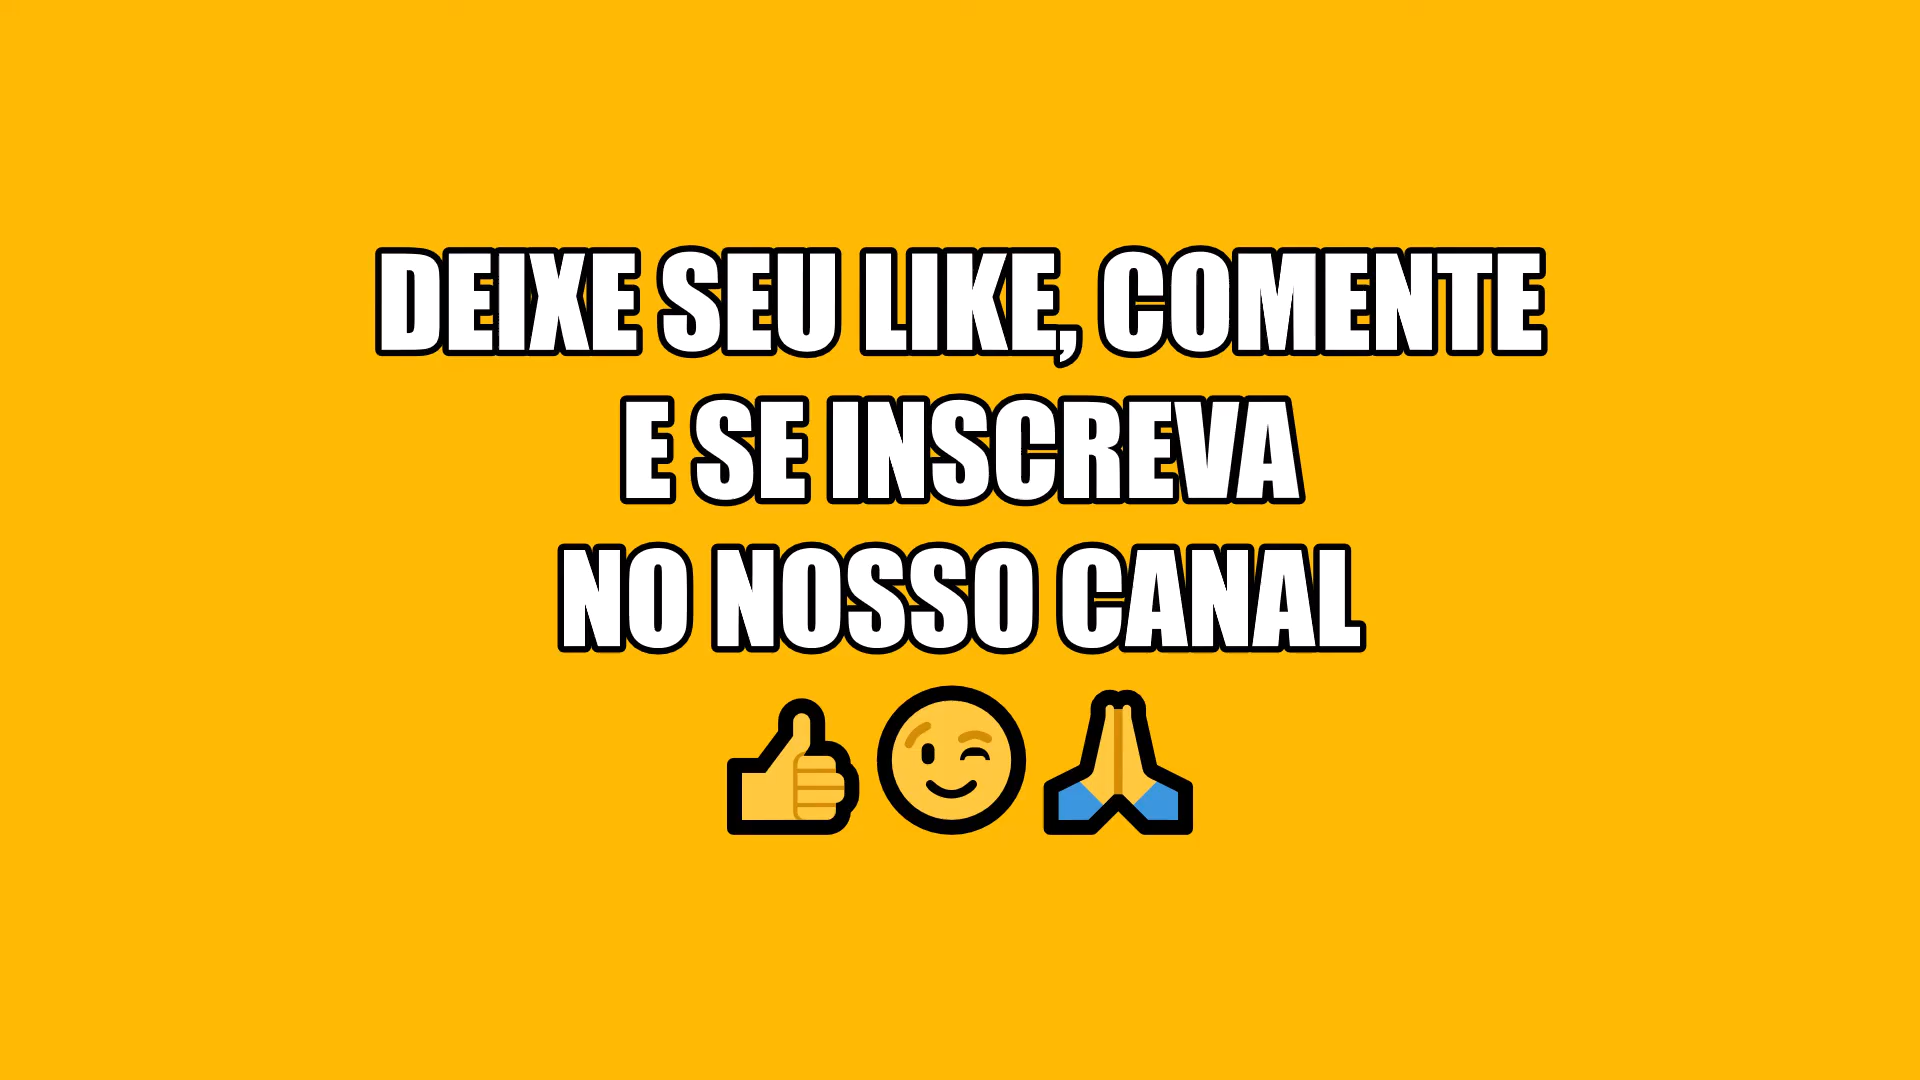 DEIXE SEU LIKE, COMENTE
E SE INSCREVA
NO NOSSO CANAL
👍😉🙏